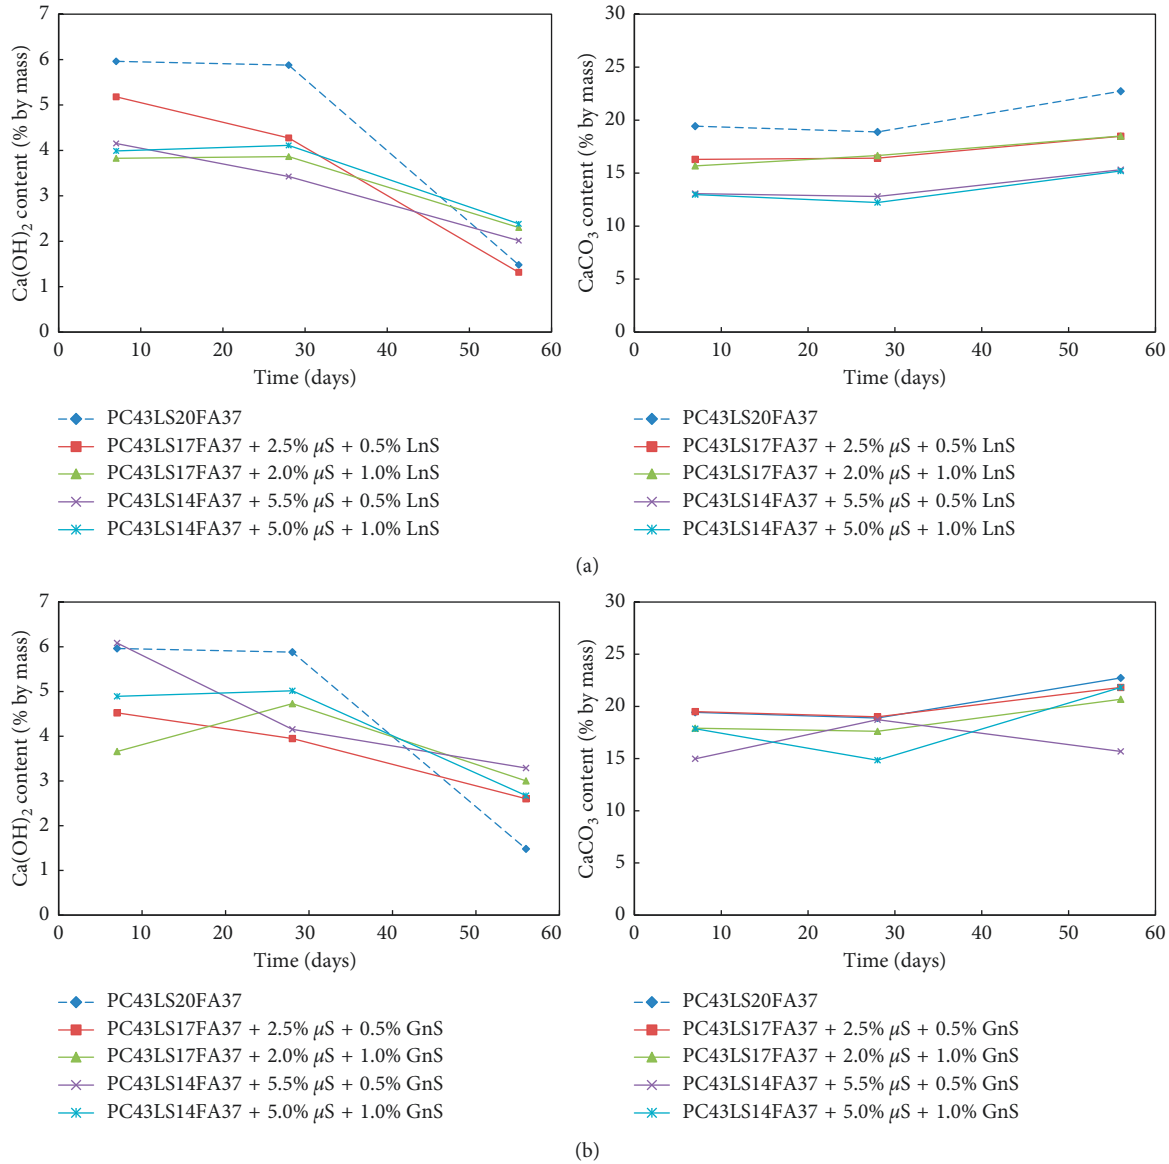 Ca(OH)₂ content (% by mass)
7
6
5
4
3
2
1
0
0 10 20 30 40 50 60
Time (days)
PC43LS20FA37
PC43LS17FA37 + 2.5% μS + 0.5% LnS
PC43LS17FA37 + 2.0% μS + 1.0% LnS
PC43LS14FA37 + 5.5% μS + 0.5% LnS
PC43LS14FA37 + 5.0% μS + 1.0% LnS
CaCO₃ content (% by mass)
30
25
20
15
10
5
0
0 10 20 30 40 50 60
Time (days)
PC43LS20FA37
PC43LS17FA37 + 2.5% μS + 0.5% LnS
PC43LS17FA37 + 2.0% μS + 1.0% LnS
PC43LS14FA37 + 5.5% μS + 0.5% LnS
PC43LS14FA37 + 5.0% μS + 1.0% LnS
(a)
Ca(OH)₂ content (% by mass)
7
6
5
4
3
2
1
0
0 10 20 30 40 50 60
Time (days)
PC43LS20FA37
PC43LS17FA37 + 2.5% μS + 0.5% GnS
PC43LS17FA37 + 2.0% μS + 1.0% GnS
PC43LS14FA37 + 5.5% μS + 0.5% GnS
PC43LS14FA37 + 5.0% μS + 1.0% GnS
CaCO₃ content (% by mass)
30
25
20
15
10
5
0
0 10 20 30 40 50 60
Time (days)
PC43LS20FA37
PC43LS17FA37 + 2.5% μS + 0.5% GnS
PC43LS17FA37 + 2.0% μS + 1.0% GnS
PC43LS14FA37 + 5.5% μS + 0.5% GnS
PC43LS14FA37 + 5.0% μS + 1.0% GnS
(b)